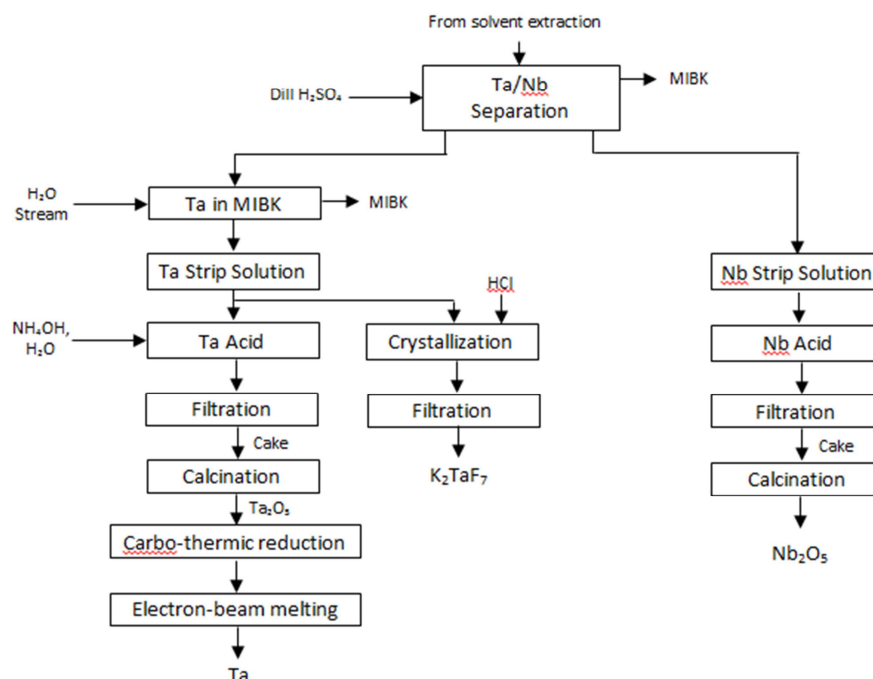 From solvent extraction
Ta/Nb
Separation
MIBK
Dill H₂SO₄
H₂O
Stream
Ta in MIBK
MIBK
Ta Strip Solution
HCl
Nb Strip Solution
NH₄OH,
H₂O
Ta Acid
Crystallization
Nb Acid
Filtration
Filtration
Filtration
Cake
Cake
Calcination
K₂TaF₇
Calcination
Ta₂O₅
Carbo-thermic reduction
Nb₂O₅
Electron-beam melting
Ta